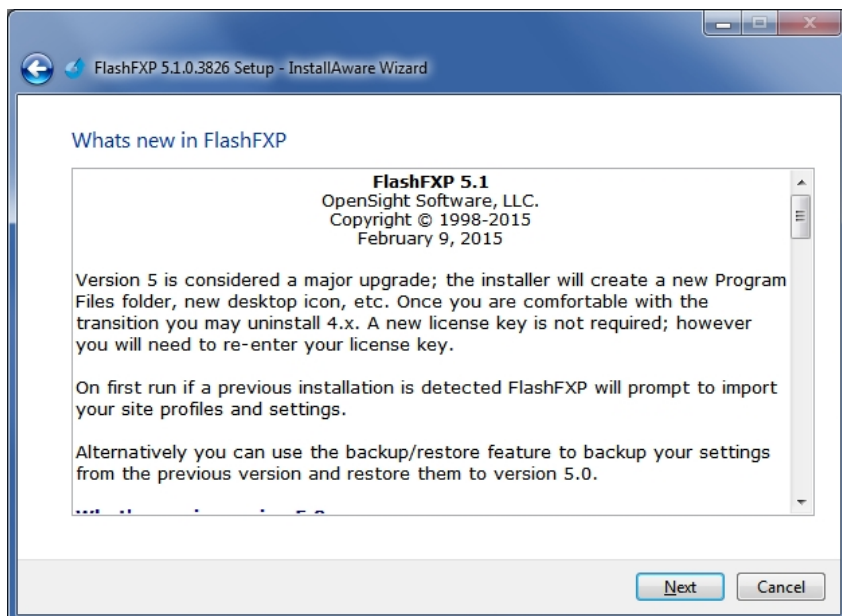 FlashFXP 5.1.0.3826 Setup - InstallAware Wizard
Whats new in FlashFXP
FlashFXP 5.1
OpenSight Software, LLC.
Copyright © 1998-2015
February 9, 2015
Version 5 is considered a major upgrade; the installer will create a new Program
Files folder, new desktop icon, etc. Once you are comfortable with the
transition you may uninstall 4.x. A new license key is not required; however
you will need to re-enter your license key.
On first run if a previous installation is detected FlashFXP will prompt to import
your site profiles and settings.
Alternatively you can use the backup/restore feature to backup your settings
from the previous version and restore them to version 5.0.
Next
Cancel